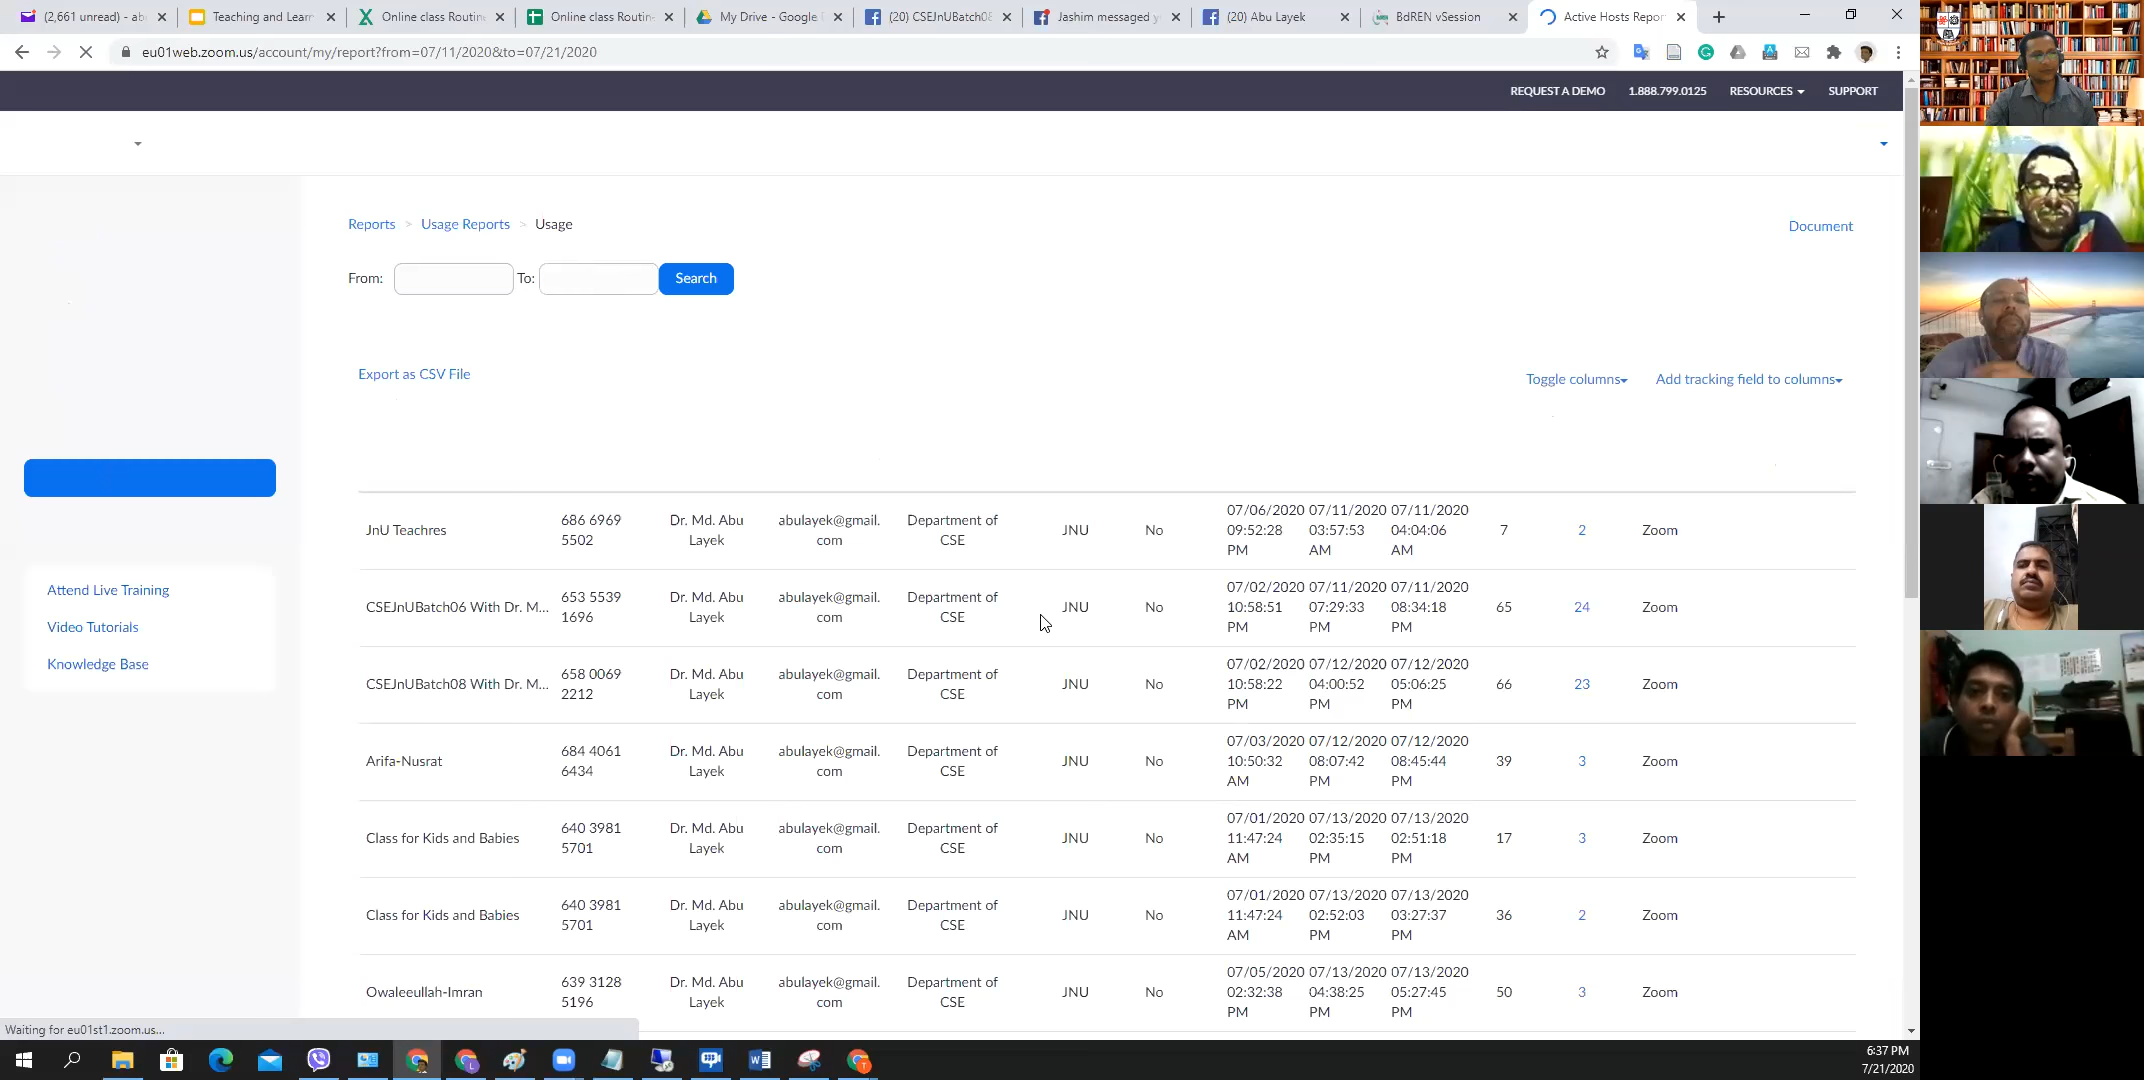 (2,661 unread) - ab
Teaching and Lear
Online class Routin
Online class Routin
My Drive - Google
(20) CSEJnUBatch08
Jashim messaged y
(20) Abu Layek
BdREN vSession
Active Hosts Repor
eu01web.zoom.us/account/my/report?from=07/11/2020&to=07/21/2020
REQUEST A DEMO 1.888.799.0125 RESOURCES SUPPORT
Reports > Usage Reports > Usage
Document
From: To: Search
Export as CSV File
Toggle columns
Add tracking field to columns
Attend Live Training
Video Tutorials
Knowledge Base
JnU Teachres
686 6969
5502
Dr. Md. Abu
Layek
abulayek@gmail.
com
Department of
CSE
JNU
No
07/06/2020
09:52:28
PM
07/11/2020
03:57:53
AM
07/11/2020
04:04:06
AM
7
2
Zoom
CSEJnUBatch06 With Dr. M...
653 5539
1696
Dr. Md. Abu
Layek
abulayek@gmail.
com
Department of
CSE
JNU
No
07/02/2020
10:58:51
PM
07/11/2020
07:29:33
PM
07/11/2020
08:34:18
PM
65
24
Zoom
CSEJnUBatch08 With Dr. M...
658 0069
2212
Dr. Md. Abu
Layek
abulayek@gmail.
com
Department of
CSE
JNU
No
07/02/2020
10:58:22
PM
07/12/2020
04:00:52
PM
07/12/2020
05:06:25
PM
66
23
Zoom
Arifa-Nusrat
684 4061
6434
Dr. Md. Abu
Layek
abulayek@gmail.
com
Department of
CSE
JNU
No
07/03/2020
10:50:32
AM
07/12/2020
08:07:42
PM
07/12/2020
08:45:44
PM
39
3
Zoom
Class for Kids and Babies
640 3981
5701
Dr. Md. Abu
Layek
abulayek@gmail.
com
Department of
CSE
JNU
No
07/01/2020
11:47:24
AM
07/13/2020
02:35:15
PM
07/13/2020
02:51:18
PM
17
3
Zoom
Class for Kids and Babies
640 3981
5701
Dr. Md. Abu
Layek
abulayek@gmail.
com
Department of
CSE
JNU
No
07/01/2020
11:47:24
AM
07/13/2020
02:52:03
PM
07/13/2020
03:27:37
PM
36
2
Zoom
Owaleeullah-Imran
639 3128
5196
Dr. Md. Abu
Layek
abulayek@gmail.
com
Department of
CSE
JNU
No
07/05/2020
02:32:38
PM
07/13/2020
04:38:25
PM
07/13/2020
05:27:45
PM
50
3
Zoom
Waiting for eu01st1.zoom.us...
6:37 PM
7/21/2020